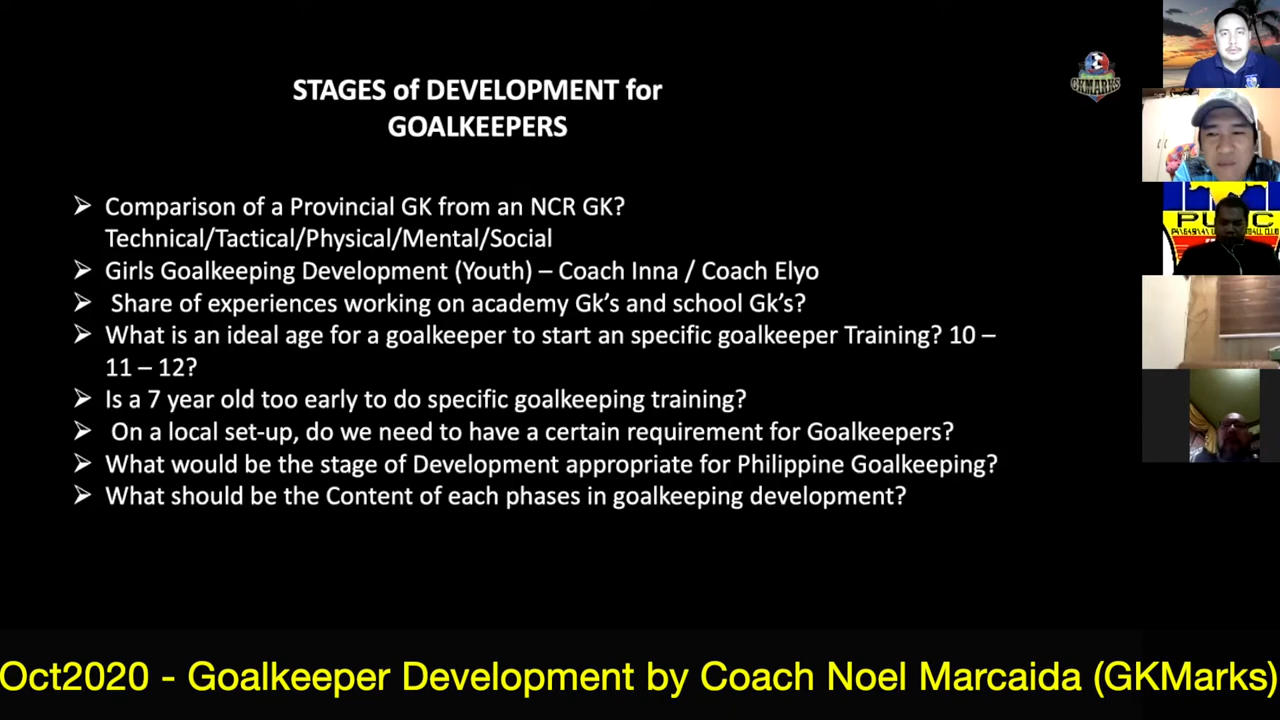 STAGES of DEVELOPMENT for
GOALKEEPERS
GKMARKS
➢ Comparison of a Provincial GK from an NCR GK?
Technical/Tactical/Physical/Mental/Social
➢ Girls Goalkeeping Development (Youth) – Coach Inna / Coach Elyo
➢ Share of experiences working on academy Gk’s and school Gk’s?
➢ What is an ideal age for a goalkeeper to start an specific goalkeeper Training? 10 –
11 – 12?
➢ Is a 7 year old too early to do specific goalkeeping training?
➢ On a local set-up, do we need to have a certain requirement for Goalkeepers?
➢ What would be the stage of Development appropriate for Philippine Goalkeeping?
➢ What should be the Content of each phases in goalkeeping development?
Oct2020 - Goalkeeper Development by Coach Noel Marcaida (GKMarks)